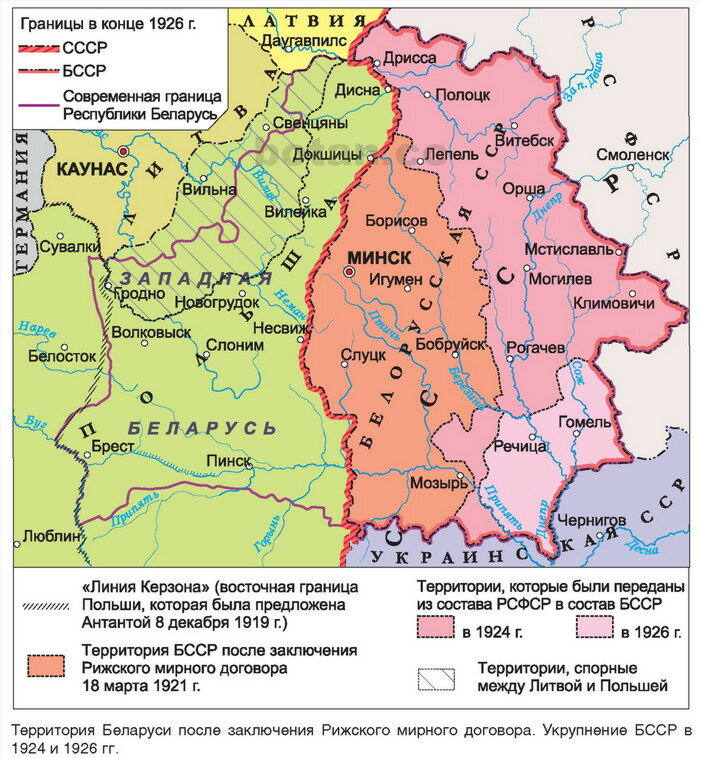 Границы в конце 1926 г.
СССР
БССР
Современная граница
Республики Беларусь
ЛАТВИЯ
Даугавпилс
Дрисса
Дисна
Полоцк
Зап. Двина
РСФСР
ЛИТВА
Свенцяны
Витебск
botan.cc
Докшицы
Лепель
Смоленск
КАУНАС
Вильна
Вилия
Вилейка
Орша
Днепр
ГЕРМАНИЯ
Борисов
Сувалки
МИНСК
Мстиславль
ЗАПАДНАЯ
Игумен
Могилев
Климовичи
Гродно
Новогрудок
Неман
Нарев
Волковыск
Несвиж
Птичь
Белосток
Слоним
Слуцк
Бобруйск
Рогачев
Березина
Сож
ПОЛЬША
БЕЛОРУССКАЯ ССР
СССР
Буг
БЕЛАРУСЬ
Гомель
Брест
Речица
Пинск
Мозырь
Припять
Припять
Днепр
Горынь
Чернигов
Люблин
Десна
УКРАИНСКАЯ ССР
«Линия Керзона» (восточная граница
Польши, которая была предложена
Антантой 8 декабря 1919 г.)
Территория БССР после заключения
Рижского мирного договора
18 марта 1921 г.
Территории, которые были переданы
из состава РСФСР в состав БССР
в 1924 г.
в 1926 г.
Территории, спорные
между Литвой и Польшей
Территория Беларуси после заключения Рижского мирного договора. Укрупнение БССР в
1924 и 1926 гг.